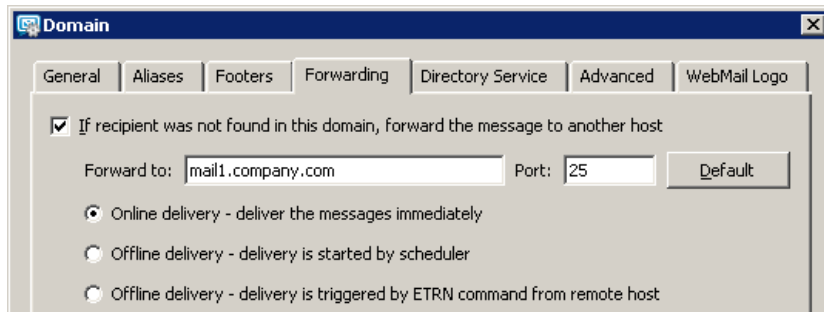 Domain
General Aliases Footers Forwarding Directory Service Advanced WebMail Logo
If recipient was not found in this domain, forward the message to another host
Forward to: mail1.company.com Port: 25 Default
Online delivery - deliver the messages immediately
Offline delivery - delivery is started by scheduler
Offline delivery - delivery is triggered by ETRN command from remote host